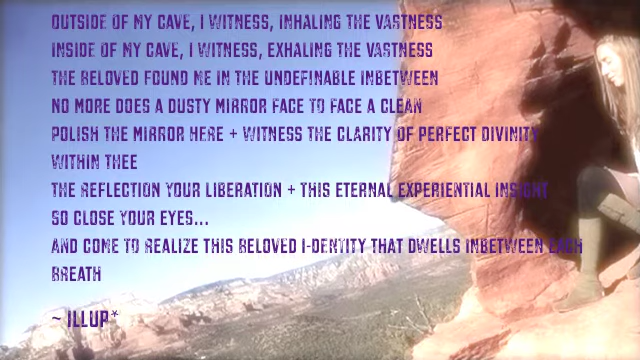 OUTSIDE OF MY CAVE, I WITNESS, INHALING THE VASTNESS
INSIDE OF MY CAVE, I WITNESS, EXHALING THE VASTNESS
THE BELOVED FOUND ME IN THE UNDEFINABLE INBETWEEN
NO MORE DOES A DUSTY MIRROR FACE TO FACE A CLEAN
POLISH THE MIRROR HERE + WITNESS THE CLARITY OF PERFECT DIVINITY
WITHIN THEE
THE REFLECTION YOUR LIBERATION + THIS ETERNAL EXPERIENTIAL INSIGHT
SO CLOSE YOUR EYES...
AND COME TO REALIZE THIS BELOVED I-DENTITY THAT DWELLS INBETWEEN EACH
BREATH
~ ILLUP*